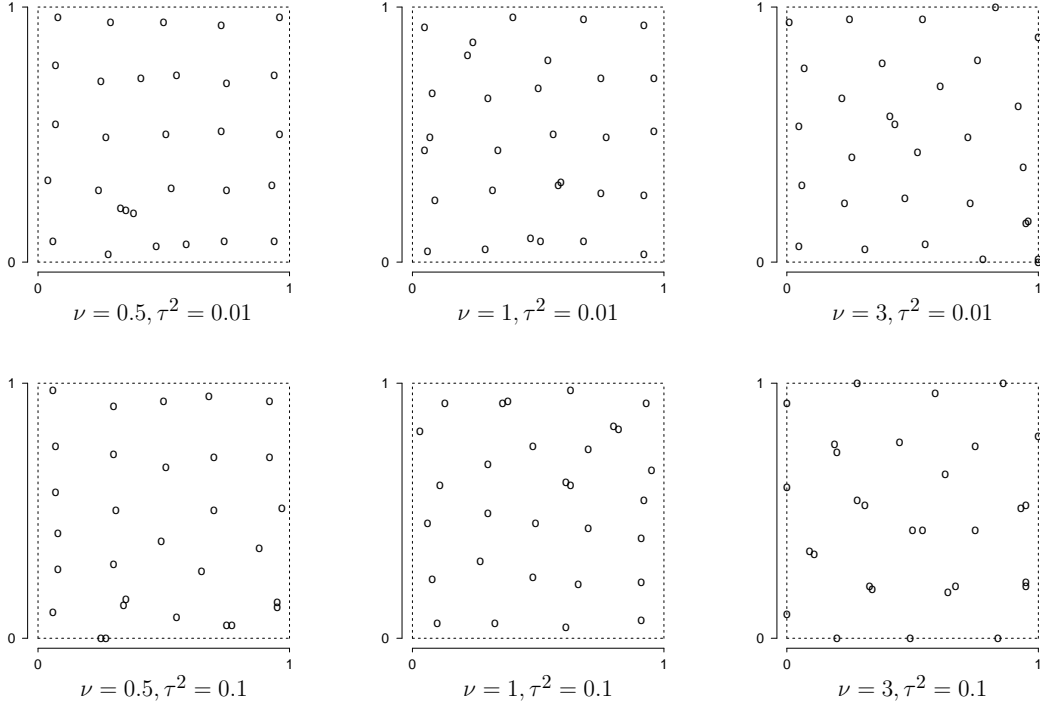 1 1 1
0 0 0
0 1 0 1 0 1
ν = 0.5, τ² = 0.01 ν = 1, τ² = 0.01 ν = 3, τ² = 0.01
1 1 1
0 0 0
0 1 0 1 0 1
ν = 0.5, τ² = 0.1 ν = 1, τ² = 0.1 ν = 3, τ² = 0.1